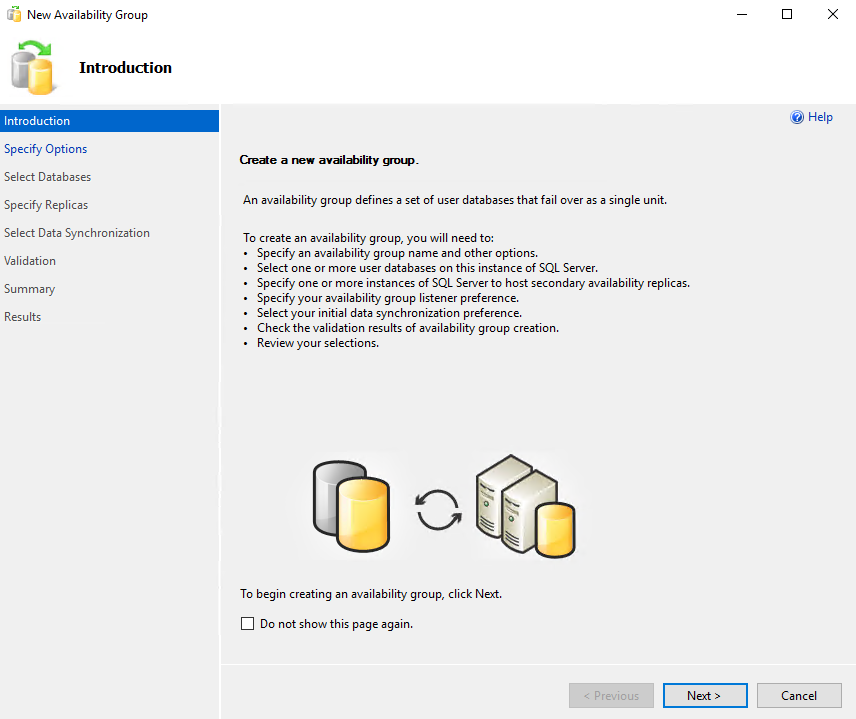 New Availability Group
Introduction
Introduction
Specify Options
Select Databases
Specify Replicas
Select Data Synchronization
Validation
Summary
Results
Help
Create a new availability group.
An availability group defines a set of user databases that fail over as a single unit.
To create an availability group, you will need to:
• Specify an availability group name and other options.
• Select one or more user databases on this instance of SQL Server.
• Specify one or more instances of SQL Server to host secondary availability replicas.
• Specify your availability group listener preference.
• Select your initial data synchronization preference.
• Check the validation results of availability group creation.
• Review your selections.
To begin creating an availability group, click Next.
Do not show this page again.
< Previous
Next >
Cancel